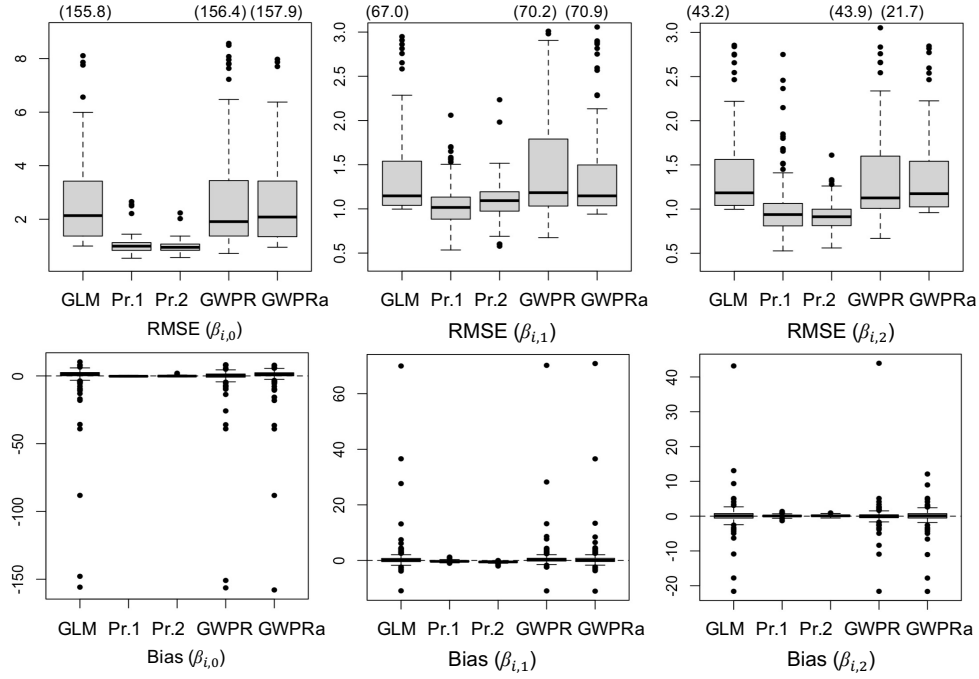 (155.8) (156.4) (157.9) (67.0) (70.2) (70.9) (43.2) (43.9) (21.7)
8
6
4
2
GLM Pr.1 Pr.2 GWPR GWPRa
RMSE (β_{i,0})
3.0
2.5
2.0
1.5
1.0
0.5
GLM Pr.1 Pr.2 GWPR GWPRa
RMSE (β_{i,1})
3.0
2.5
2.0
1.5
1.0
0.5
GLM Pr.1 Pr.2 GWPR GWPRa
RMSE (β_{i,2})
0
-50
-100
-150
GLM Pr.1 Pr.2 GWPR GWPRa
Bias (β_{i,0})
60
40
20
0
GLM Pr.1 Pr.2 GWPR GWPRa
Bias (β_{i,1})
40
30
20
10
0
-10
-20
GLM Pr.1 Pr.2 GWPR GWPRa
Bias (β_{i,2})